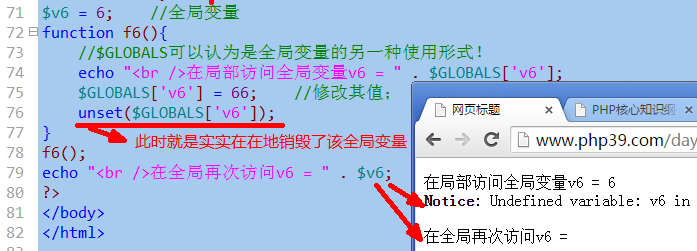 71 $v6 = 6;    //全局变量
72 function f6(){
73     //$GLOBALS可以认为是全局变量的另一种使用形式!
74     echo "<br />在局部访问全局变量v6 = " . $GLOBALS['v6'];
75     $GLOBALS['v6'] = 66;    //修改其值;
76     unset($GLOBALS['v6']);
77 }
此时就是实实在在地销毁了该全局变量
78 f6();
79 echo "<br />在全局再次访问v6 = " . $v6;
80 ?>
81 </body>
82 </html>
网页标题 PHP核心知识纲
www.php39.com/day
在局部访问全局变量v6 = 6
Notice: Undefined variable: v6 in
在全局再次访问v6 =